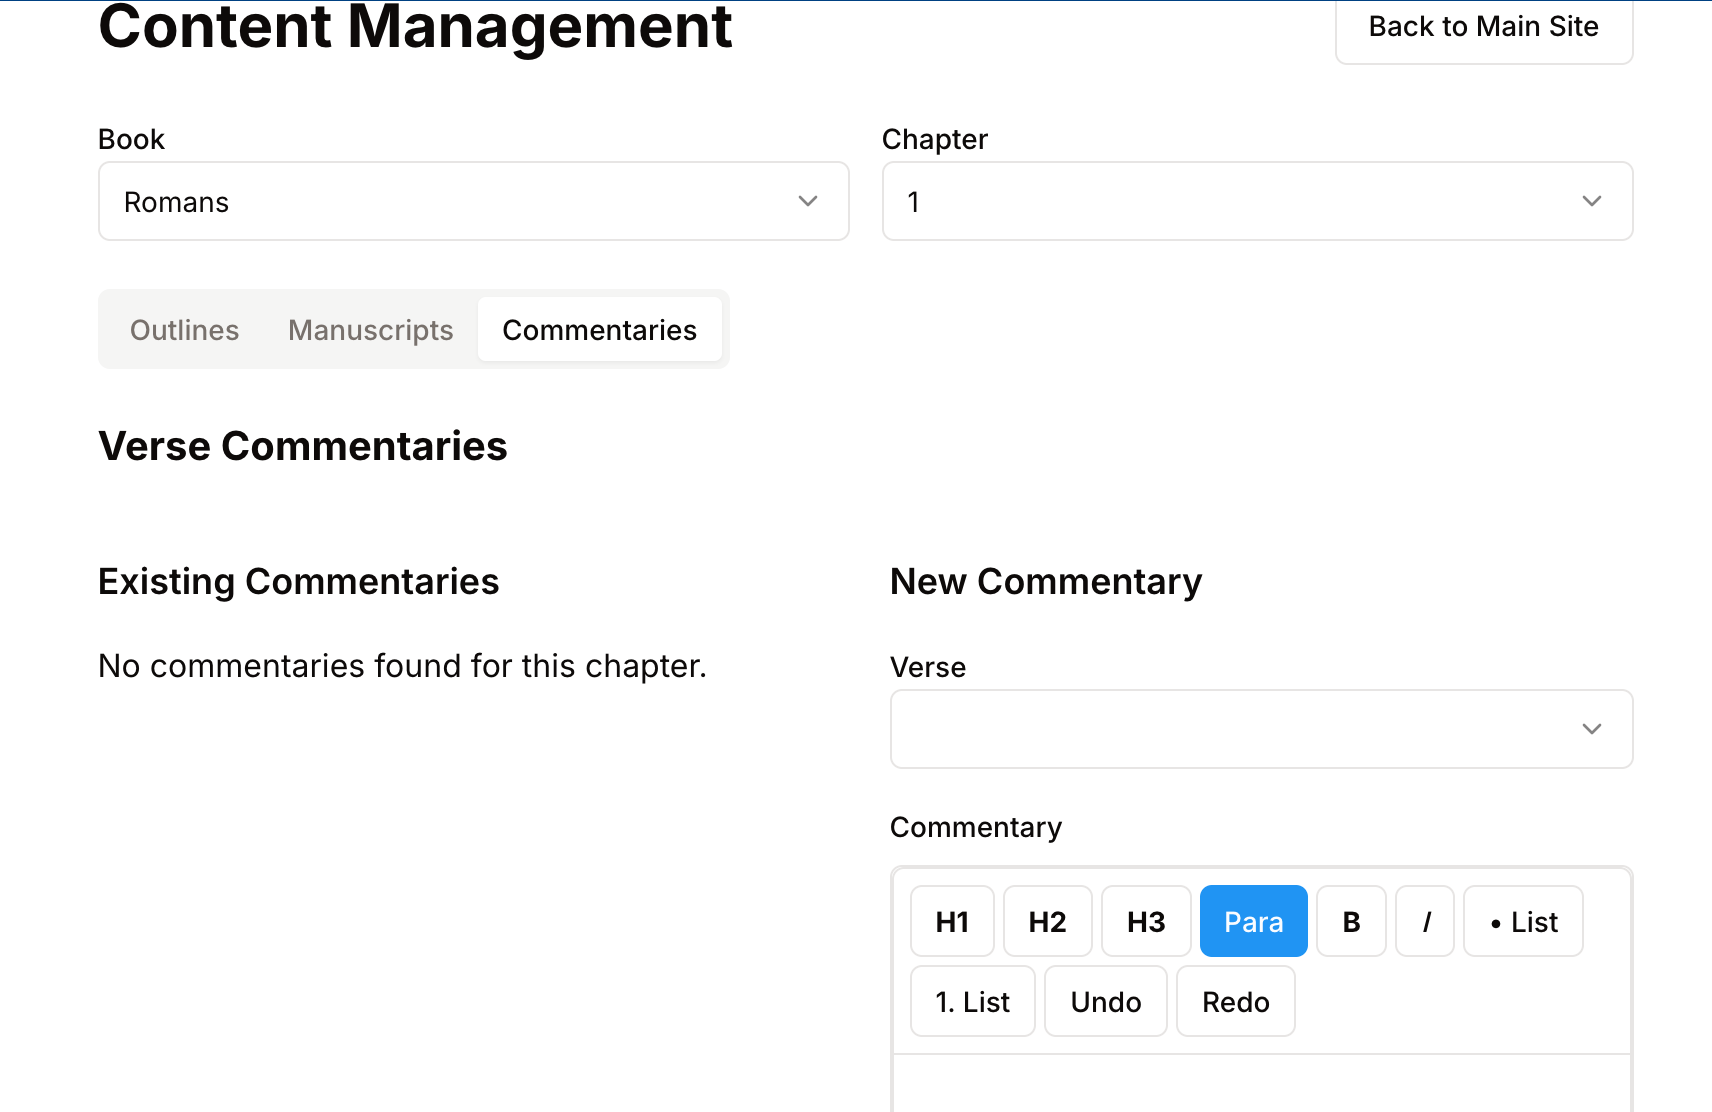 Content Management
Back to Main Site
Book
Chapter
Romans
1
Outlines
Manuscripts
Commentaries
Verse Commentaries
Existing Commentaries
No commentaries found for this chapter.
New Commentary
Verse
Commentary
H1
H2
H3
Para
B
I
• List
1. List
Undo
Redo